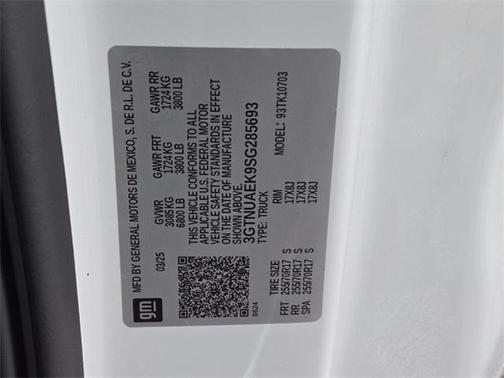 MFD BY GENERAL MOTORS DE MEXICO, S. DE R.L. DE C.V.
03/25 GVWR GAWR FRT GAWR RR
3085KG 1724KG 1724KG
6800 LB 3800 LB 3800 LB
THIS VEHICLE CONFORMS TO ALL
APPLICABLE U.S. FEDERAL MOTOR
VEHICLE SAFETY STANDARDS IN EFFECT
ON THE DATE OF MANUFACTURE
SHOWN ABOVE.
3GTNUAEK9SG285693
TYPE: TRUCK MODEL: 93TK10703
TIRE SIZE RIM
FRT 255/70R17 S 17X8J
RR 255/70R17 S 17X8J
SPA 255/70R17 S 17X8J
gm
8624